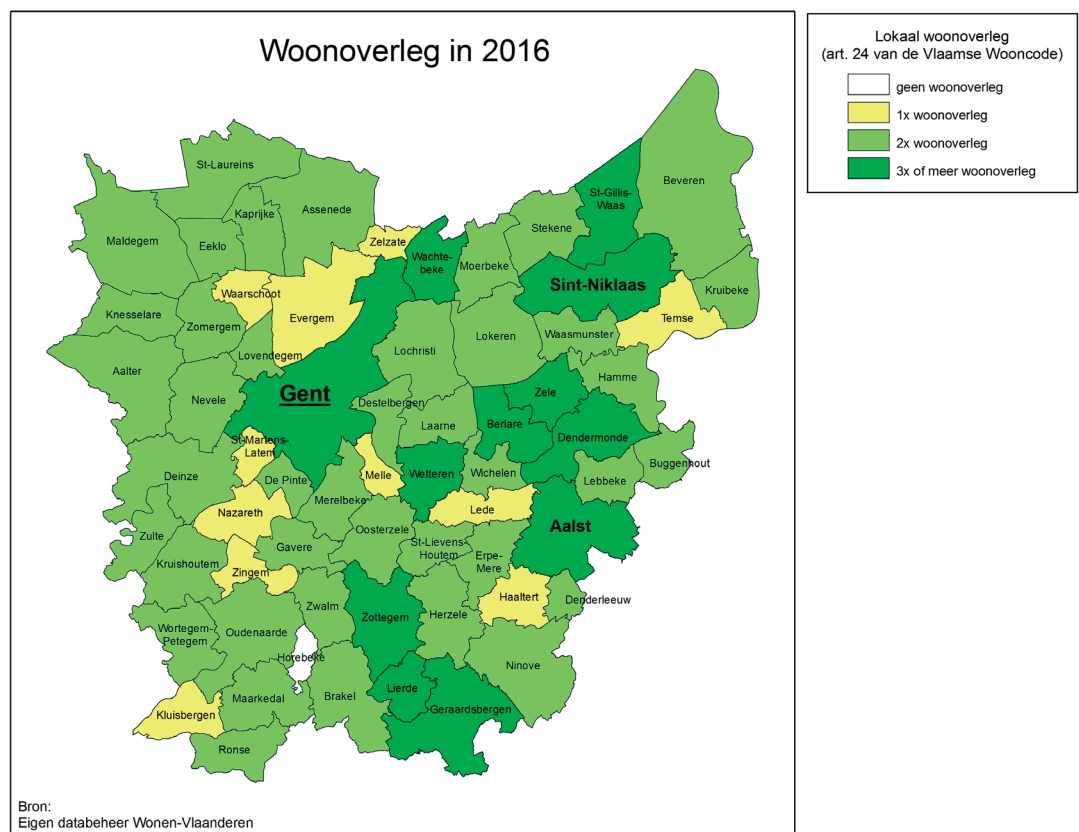 Woonoverleg in 2016
Lokaal woonoverleg
(art. 24 van de Vlaamse Wooncode)
geen woonoverleg
1x woonoverleg
2x woonoverleg
3x of meer woonoverleg
St-Laureins
Beveren
St-Gillis-
Waas
Kaprijke
Assenede
Stekene
Maldegem
Eeklo
Zelzate
Wachte-
beke
Moerbeke
Sint-Niklaas
Kruibeke
Waarschoot
Knesselare
Zomergem
Evergem
Temse
Lokeren
Waasmunster
Lovendegem
Lochristi
Aalter
Hamme
Gent
Zele
Nevele
Destelbergen
Laarne
Berlare
Dendermonde
St-Martens-
Latem
Buggenhout
Deinze
De Pinte
Melle
Wetteren
Wichelen
Lebbeke
Merelbeke
Nazareth
Lede
Aalst
Zulte
Oosterzele
Gavere
St-Lievens-
Houtem
Erpe-
Mere
Kruishoutem
Zingem
Haaltert
Denderleeuw
Zwalm
Zottegem
Herzele
Wortegem-
Petegem
Oudenaarde
Horebeke
Ninove
Maarkedal
Brakel
Lierde
Geraardsbergen
Kluisbergen
Ronse
Bron:
Eigen databeheer Wonen-Vlaanderen